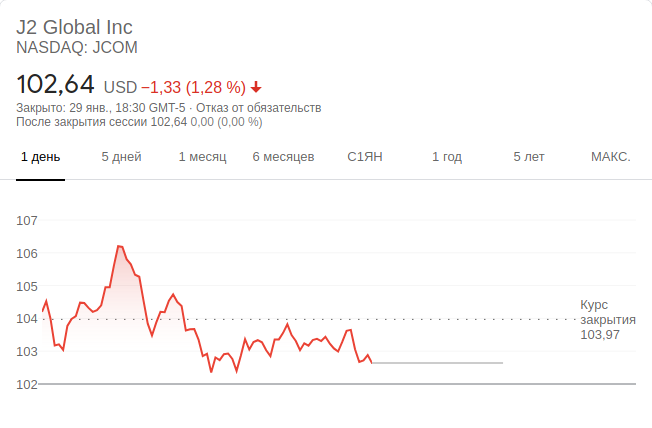 J2 Global Inc
NASDAQ: JCOM
102,64 USD −1,33 (1,28 %)
Закрыто: 29 янв., 18:30 GMT-5 · Отказ от обязательств
После закрытия сессии 102,64 0,00 (0,00 %)
1 день 5 дней 1 месяц 6 месяцев С1ЯН 1 год 5 лет МАКС.
107
106
105
104
103
102
Курс
закрытия
103,97